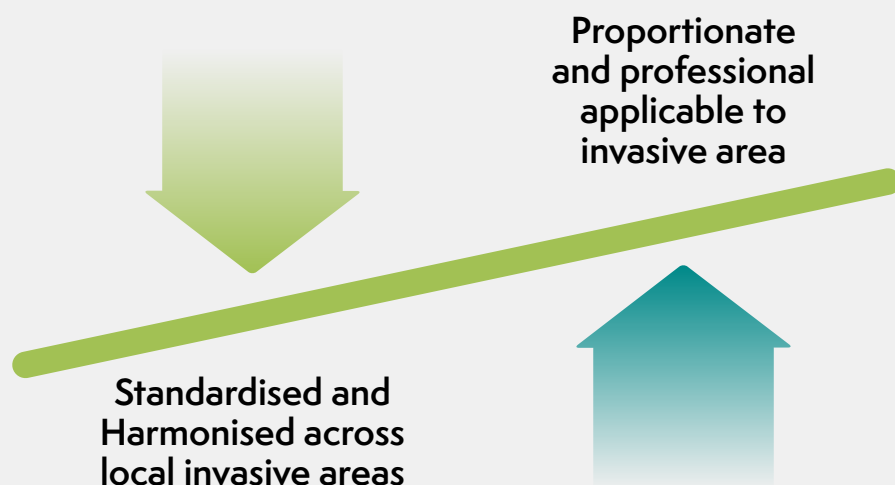 Proportionate
and professional
applicable to
invasive area
Standardised and
Harmonised across
local invasive areas